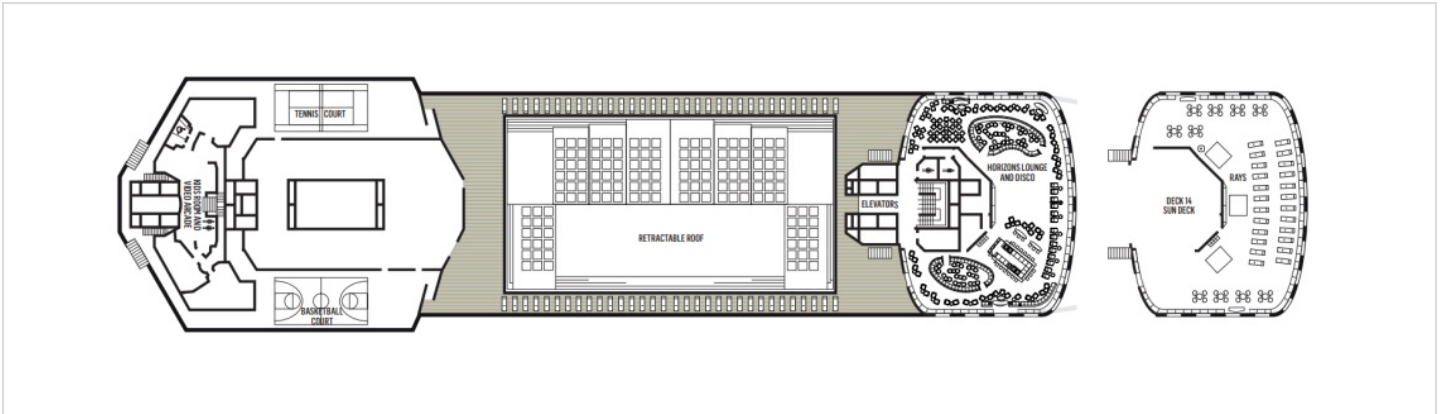 TENNIS COURT
KIDS ROOM AND
VIDEO ARCADE
BASKETBALL
COURT
RETRACTABLE ROOF
ELEVATORS
HORIZONS LOUNGE
AND DISCO
DECK 14
SUN DECK
RAYS